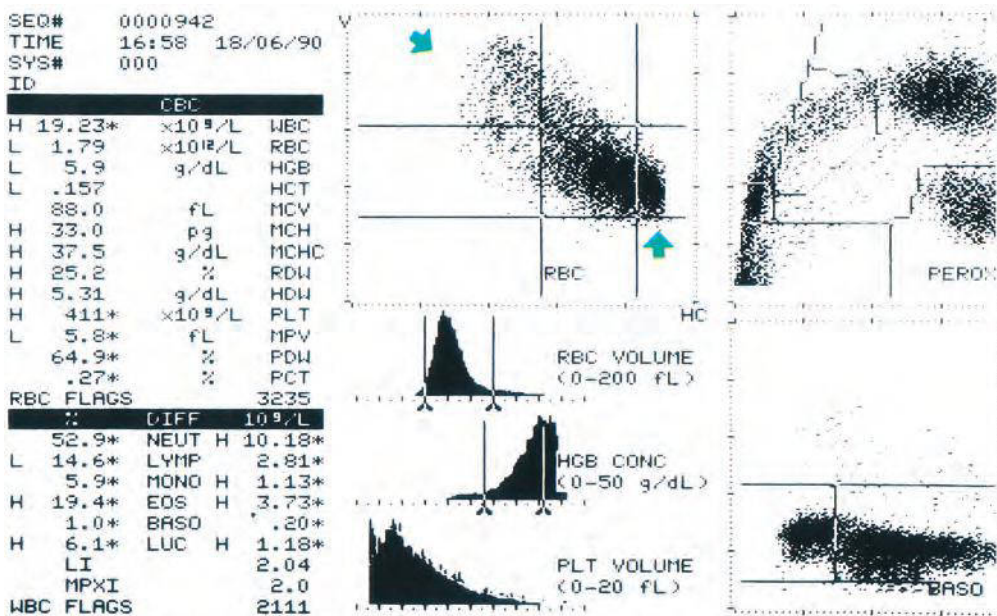 SEQ# 0000942
TIME 16:58 18/06/90
SYS# 000
ID
CBC
H 19.23* ×10⁹/L WBC
L 1.79 ×10¹²/L RBC
L 5.9 g/dL HGB
L .157 HCT
88.0 fL MCV
H 33.0 pg MCH
H 37.5 g/dL MCHC
H 25.2 % RDW
H 5.31 g/dL HDW
H 411* ×10⁹/L PLT
L 5.8* fL MPV
64.9* % PDW
.27* % PCT
RBC FLAGS 3235
% DIFF 10⁹/L
52.9* NEUT H 10.18*
L 14.6* LYMP 2.81*
5.9* MONO H 1.13*
H 19.4* EOS H 3.73*
1.0* BASO .20*
H 6.1* LUC H 1.18*
LI 2.04
MPXI 2.0
WBC FLAGS 2111
V
RBC
HC
RBC VOLUME
(0-200 fL)
HGB CONC
(0-50 g/dL)
PLT VOLUME
(0-20 fL)
PEROX
BASO